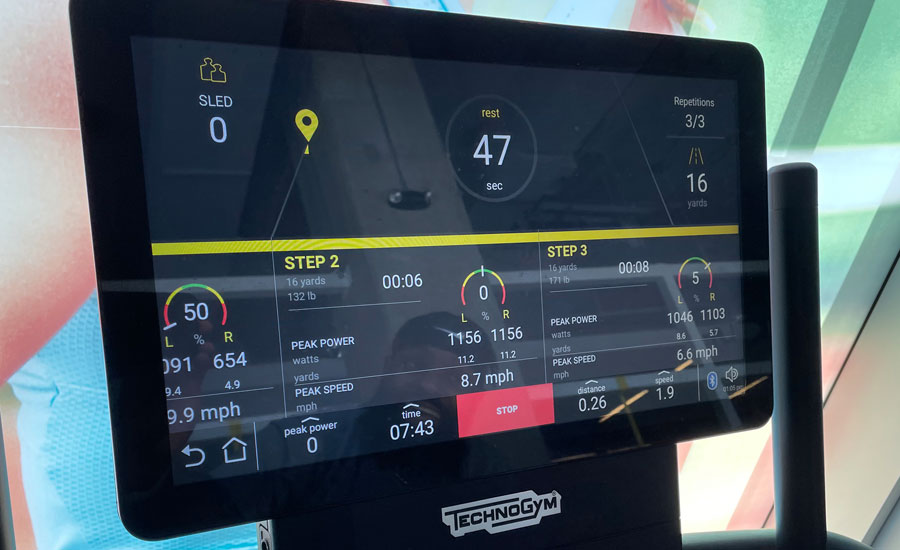 SLED
0
rest
47
sec
Repetitions
3/3
16
yards
50
%
L R
091 654
9.4 4.9
9.9 mph
STEP 2
16 yards
132 lb
00:06
0
L % R
PEAK POWER
watts
1156 1156
yards
11.2 11.2
PEAK SPEED
mph
8.7 mph
STEP 3
16 yards
171 lb
00:08
5
L % R
PEAK POWER
watts
1046 1103
yards
8.6 5.7
PEAK SPEED
mph
6.6 mph
peak power
0
time
07:43
STOP
distance
0.26
speed
1.9
TECHNOGYM